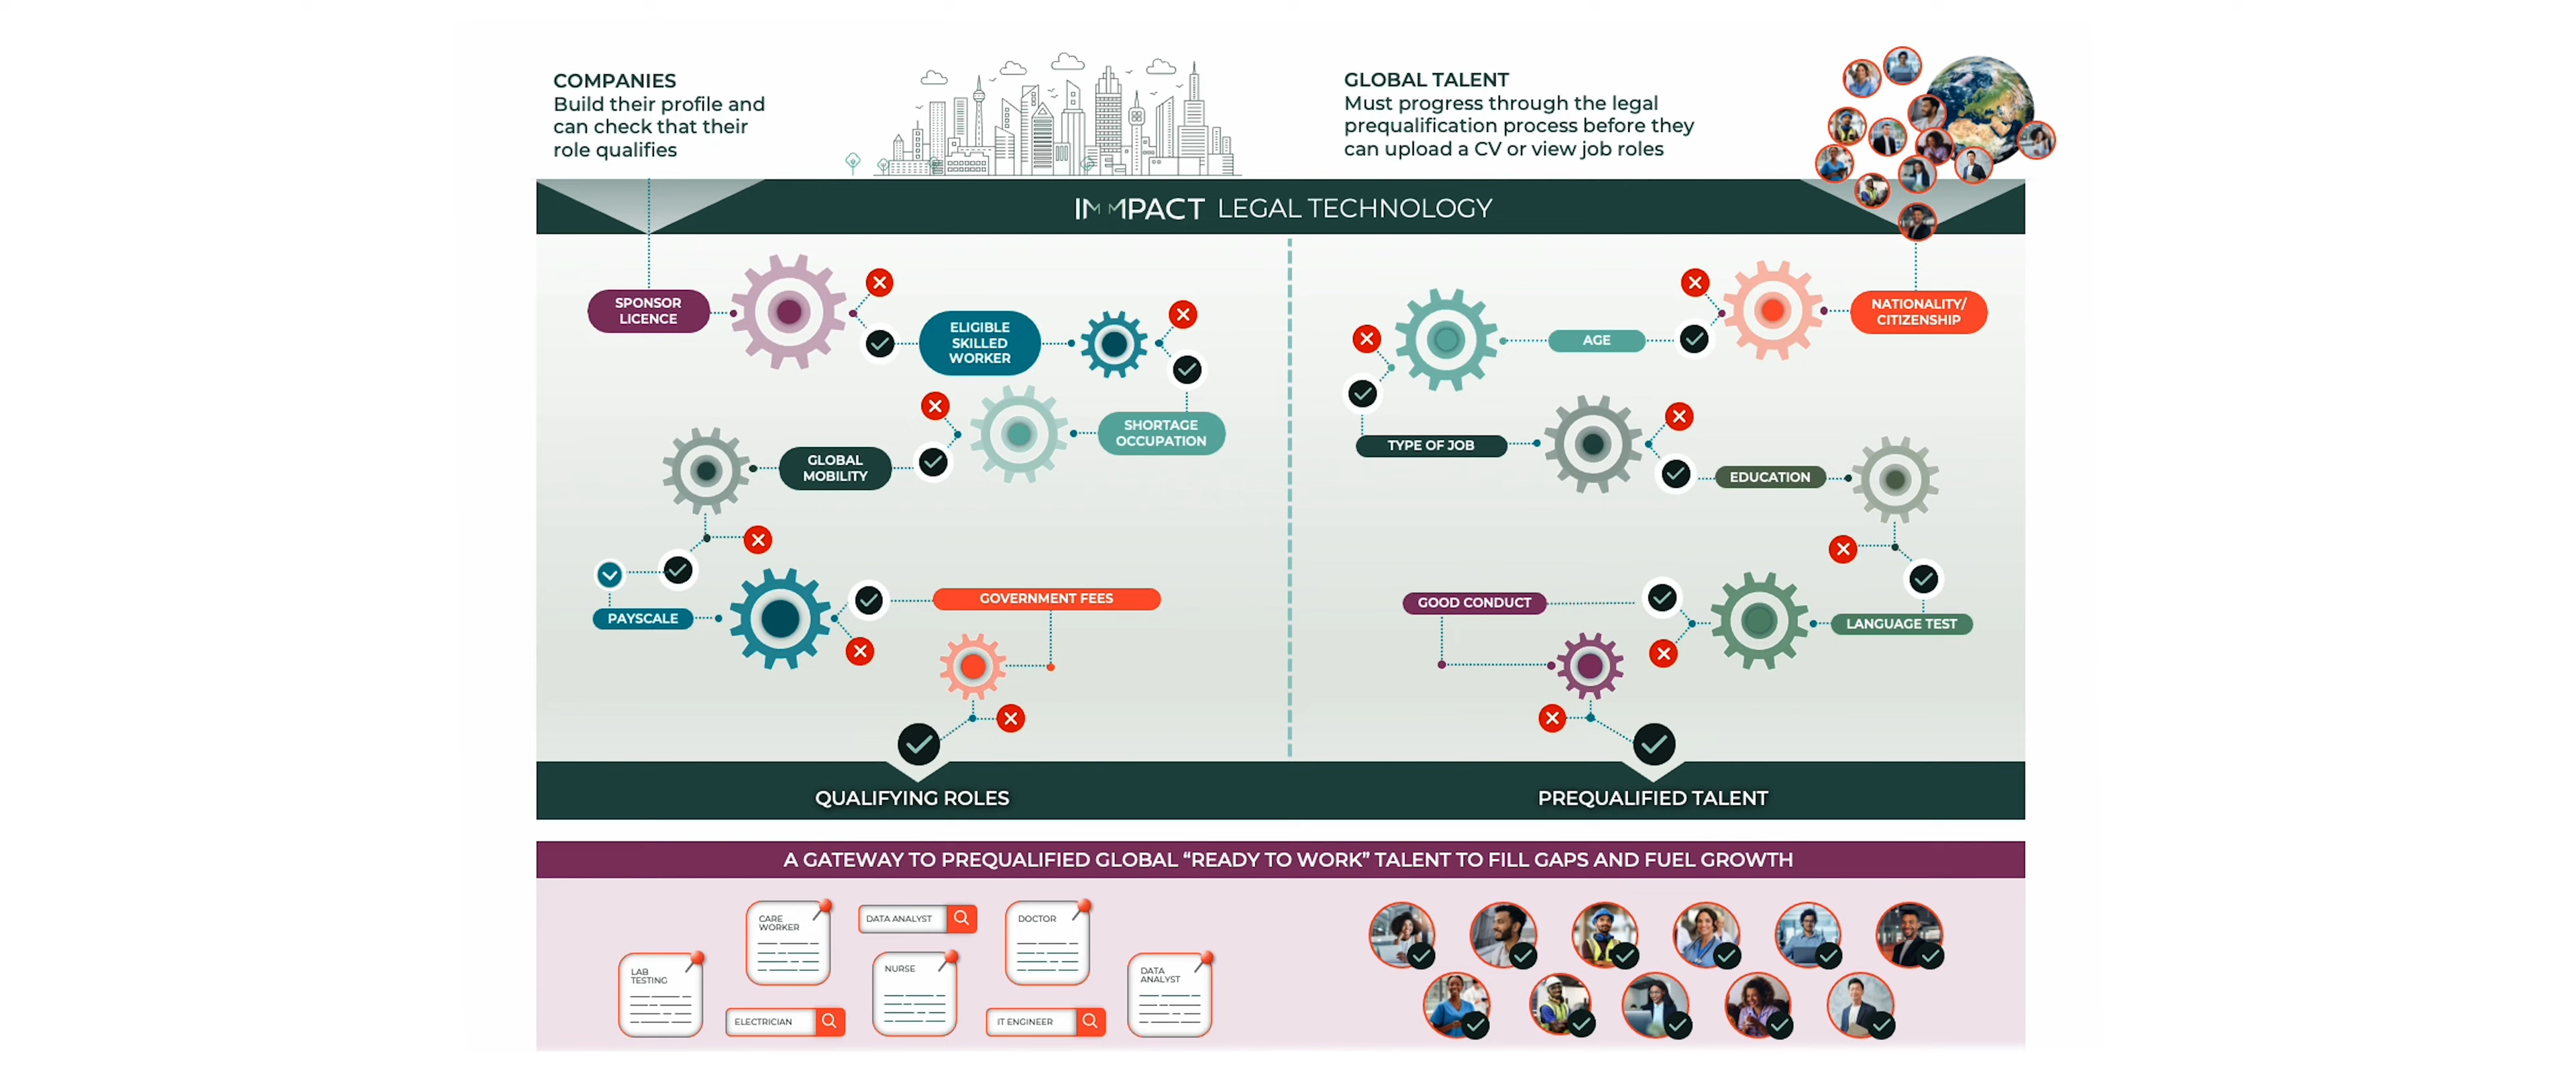 COMPANIES
Build their profile and
can check that their
role qualifies
GLOBAL TALENT
Must progress through the legal
prequalification process before they
can upload a CV or view job roles
IMMPACT LEGAL TECHNOLOGY
SPONSOR
LICENCE
ELIGIBLE
SKILLED
WORKER
SHORTAGE
OCCUPATION
GLOBAL
MOBILITY
PAYSCALE
GOVERNMENT FEES
NATIONALITY/
CITIZENSHIP
AGE
TYPE OF JOB
EDUCATION
LANGUAGE TEST
GOOD CONDUCT
QUALIFYING ROLES
PREQUALIFIED TALENT
A GATEWAY TO PREQUALIFIED GLOBAL “READY TO WORK” TALENT TO FILL GAPS AND FUEL GROWTH
LAB
TESTING
CARE
WORKER
ELECTRICIAN
DATA ANALYST
NURSE
DOCTOR
IT ENGINEER
DATA
ANALYST